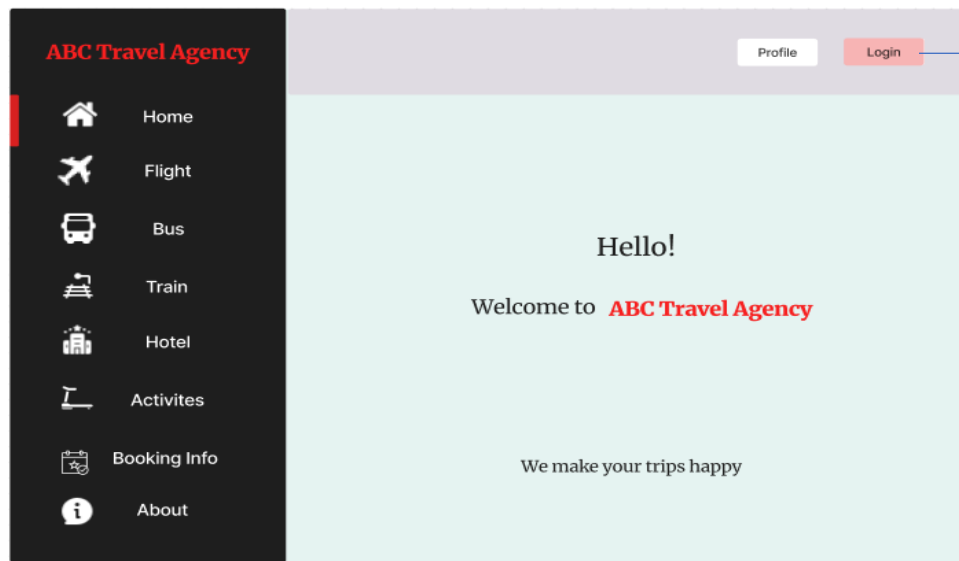 ABC Travel Agency
Home
Flight
Bus
Train
Hotel
Activites
Booking Info
About
Profile
Login
Hello!
Welcome to ABC Travel Agency
We make your trips happy